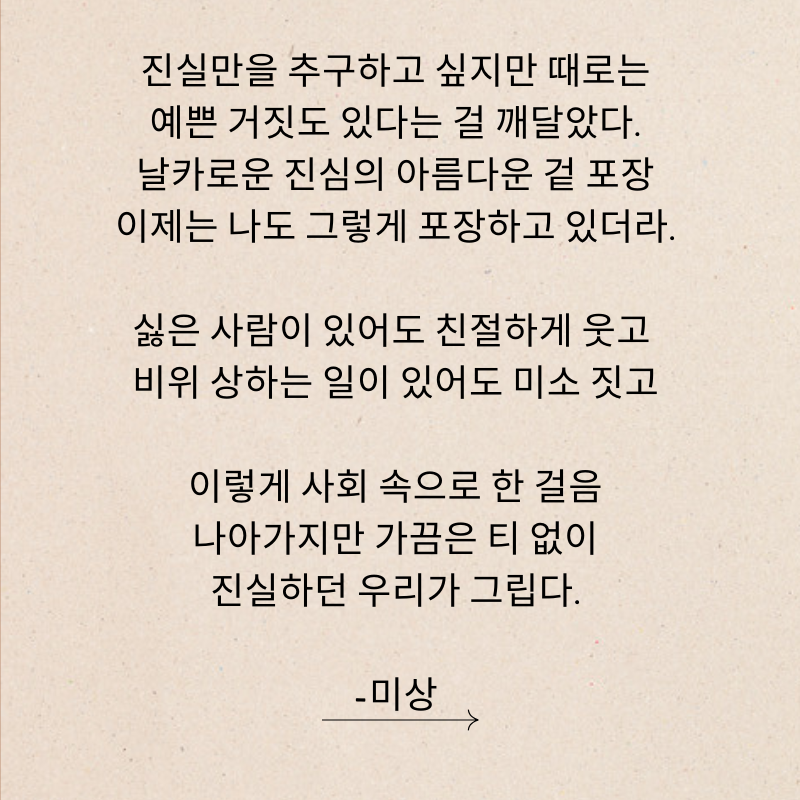 진실만을 추구하고 싶지만 때로는
예쁜 거짓도 있다는 걸 깨달았다.
날카로운 진심의 아름다운 겉 포장
이제는 나도 그렇게 포장하고 있더라.
싫은 사람이 있어도 친절하게 웃고
비위 상하는 일이 있어도 미소 짓고
이렇게 사회 속으로 한 걸음
나아가지만 가끔은 티 없이
진실하던 우리가 그립다.
-미상